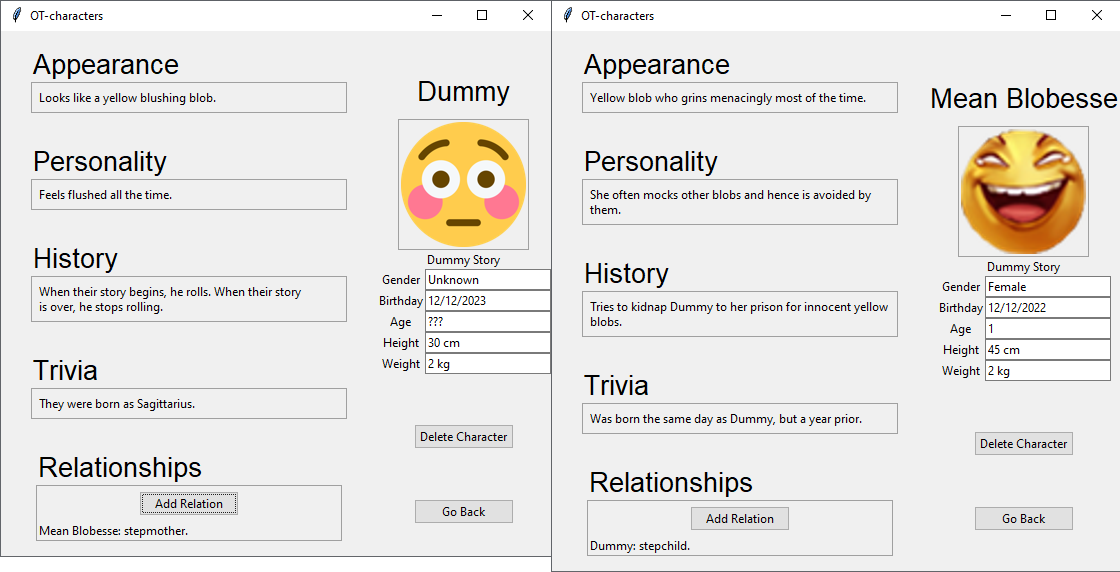 OT-characters
Appearance
Looks like a yellow blushing blob.
Personality
Feels flushed all the time.
History
When their story begins, he rolls. When their story
is over, he stops rolling.
Trivia
They were born as Sagittarius.
Relationships
Add Relation
Mean Blobesse: stepmother.
Dummy
Dummy Story
Gender Unknown
Birthday 12/12/2023
Age ???
Height 30 cm
Weight 2 kg
Delete Character
Go Back
OT-characters
Appearance
Yellow blob who grins menacingly most of the time.
Personality
She often mocks other blobs and hence is avoided by
them.
History
Tries to kidnap Dummy to her prison for innocent yellow
blobs.
Trivia
Was born the same day as Dummy, but a year prior.
Relationships
Add Relation
Dummy: stepchild.
Mean Blobesse
Dummy Story
Gender Female
Birthday 12/12/2022
Age 1
Height 45 cm
Weight 2 kg
Delete Character
Go Back